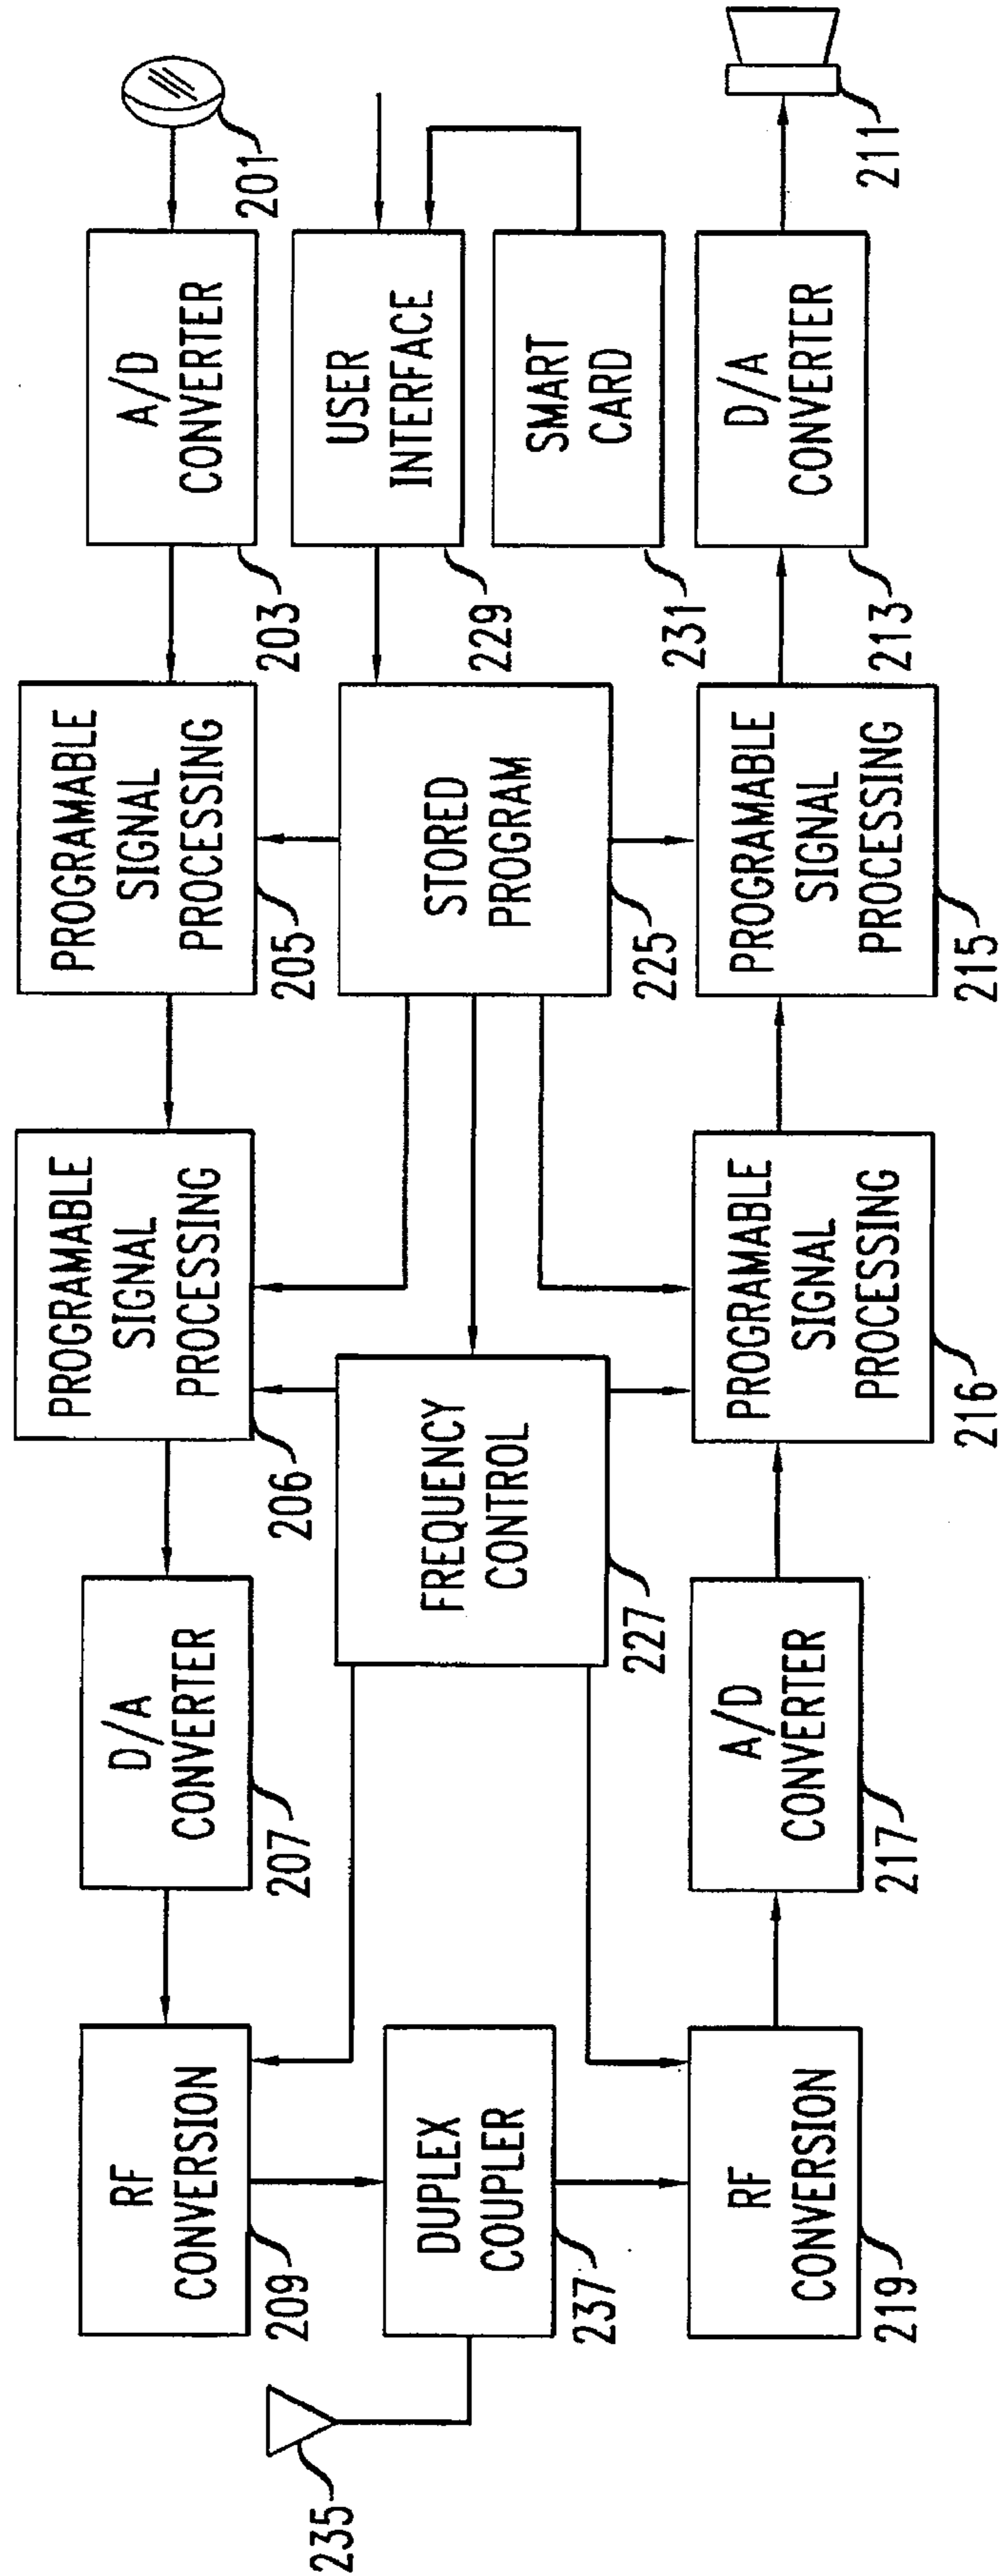 RF
CONVERSION
209
D/A
CONVERTER
207
PROGRAMABLE
SIGNAL
PROCESSING
206
PROGRAMABLE
SIGNAL
PROCESSING
205
A/D
CONVERTER
203
201
235
DUPLEX
COUPLER
237
FREQUENCY
CONTROL
227
STORED
PROGRAM
225
USER
INTERFACE
229
SMART
CARD
231
RF
CONVERSION
219
A/D
CONVERTER
217
PROGRAMABLE
SIGNAL
PROCESSING
216
PROGRAMABLE
SIGNAL
PROCESSING
215
D/A
CONVERTER
213
211